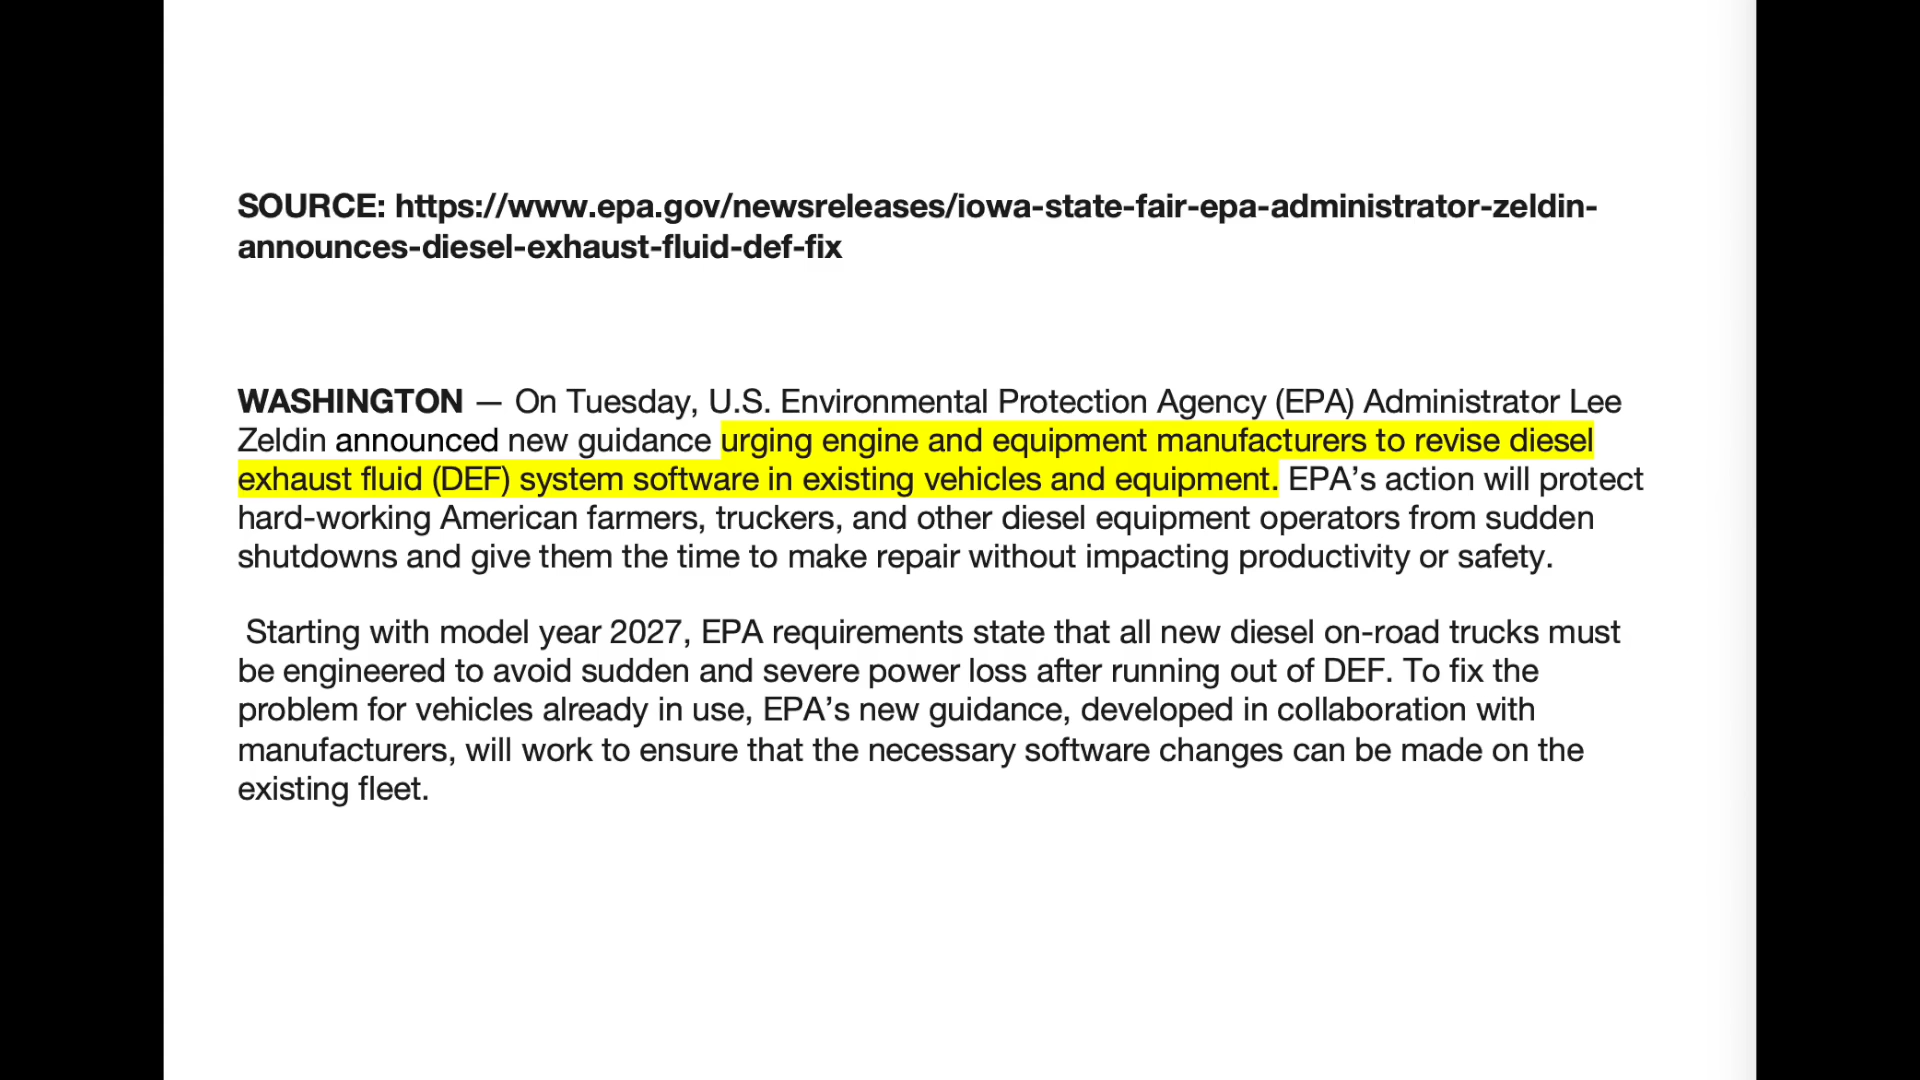 SOURCE: https://www.epa.gov/newsreleases/iowa-state-fair-epa-administrator-zeldin-
announces-diesel-exhaust-fluid-def-fix
WASHINGTON — On Tuesday, U.S. Environmental Protection Agency (EPA) Administrator Lee
Zeldin announced new guidance urging engine and equipment manufacturers to revise diesel
exhaust fluid (DEF) system software in existing vehicles and equipment. EPA’s action will protect
hard-working American farmers, truckers, and other diesel equipment operators from sudden
shutdowns and give them the time to make repair without impacting productivity or safety.
Starting with model year 2027, EPA requirements state that all new diesel on-road trucks must
be engineered to avoid sudden and severe power loss after running out of DEF. To fix the
problem for vehicles already in use, EPA’s new guidance, developed in collaboration with
manufacturers, will work to ensure that the necessary software changes can be made on the
existing fleet.